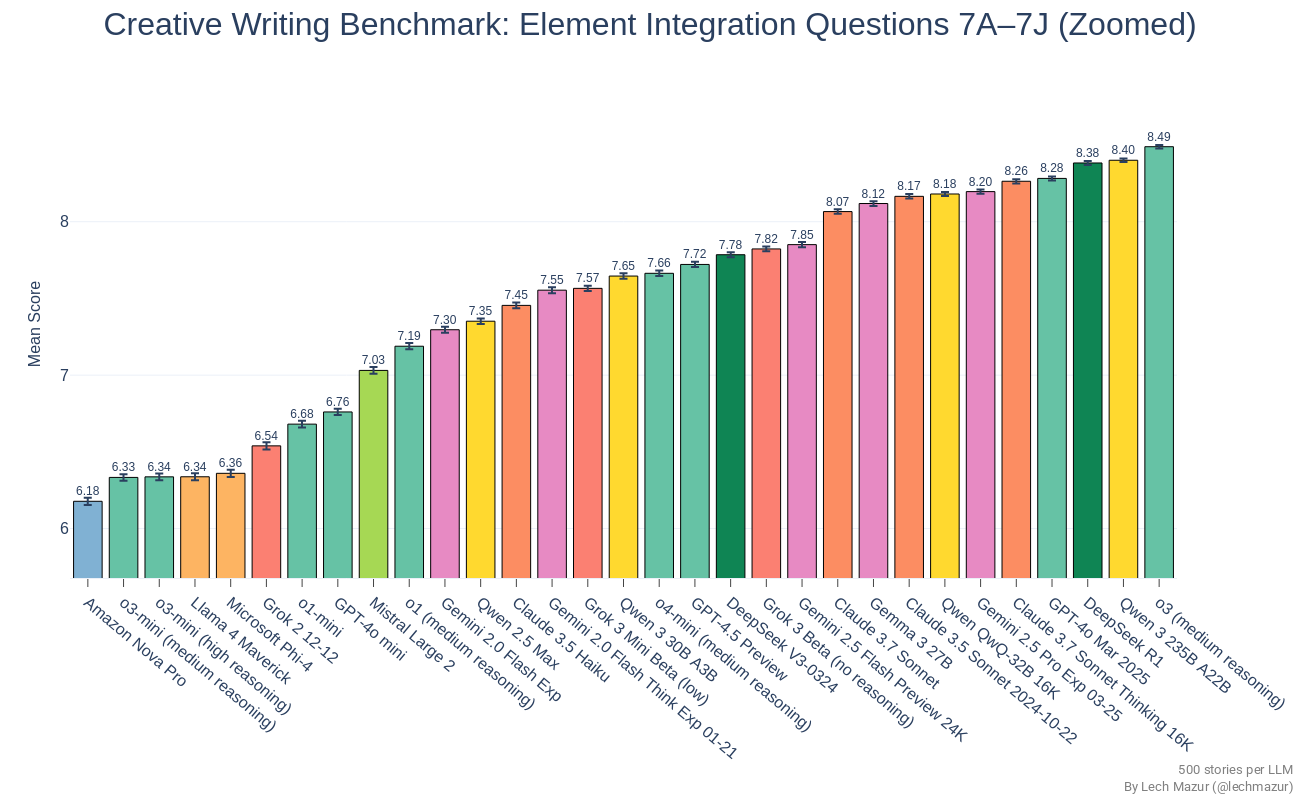 Creative Writing Benchmark: Element Integration Questions 7A–7J (Zoomed)
Mean Score
8
7
6
6.18
6.33
6.34
6.34
6.36
6.54
6.68
6.76
7.03
7.19
7.30
7.35
7.45
7.55
7.57
7.65
7.66
7.72
7.78
7.82
7.85
8.07
8.12
8.17
8.18
8.20
8.26
8.28
8.38
8.40
8.49
Amazon Nova Pro
o3-mini (medium reasoning)
o3-mini (high reasoning)
Llama 4 Maverick
Microsoft Phi-4
Grok 2 12-12
o1-mini
GPT-4o mini
Mistral Large 2
o1 (medium reasoning)
Gemini 2.0 Flash Exp
Qwen 2.5 Max
Claude 3.5 Haiku
Gemini 2.0 Flash Think Exp 01-21
Grok 3 Mini Beta (low)
Qwen 3 30B A3B
o4-mini (medium reasoning)
GPT-4.5 Preview
DeepSeek V3-0324
Grok 3 Beta (no reasoning)
Gemini 2.5 Flash Preview 24K
Claude 3.7 Sonnet
Gemma 3 27B
Claude 3.5 Sonnet 2024-10-22
Qwen QwQ-32B 16K
Gemini 2.5 Pro Exp 03-25
Claude 3.7 Sonnet Thinking 16K
GPT-4o Mar 2025
DeepSeek R1
Qwen 3 235B A22B
o3 (medium reasoning)
500 stories per LLM
By Lech Mazur (@lechmazur)